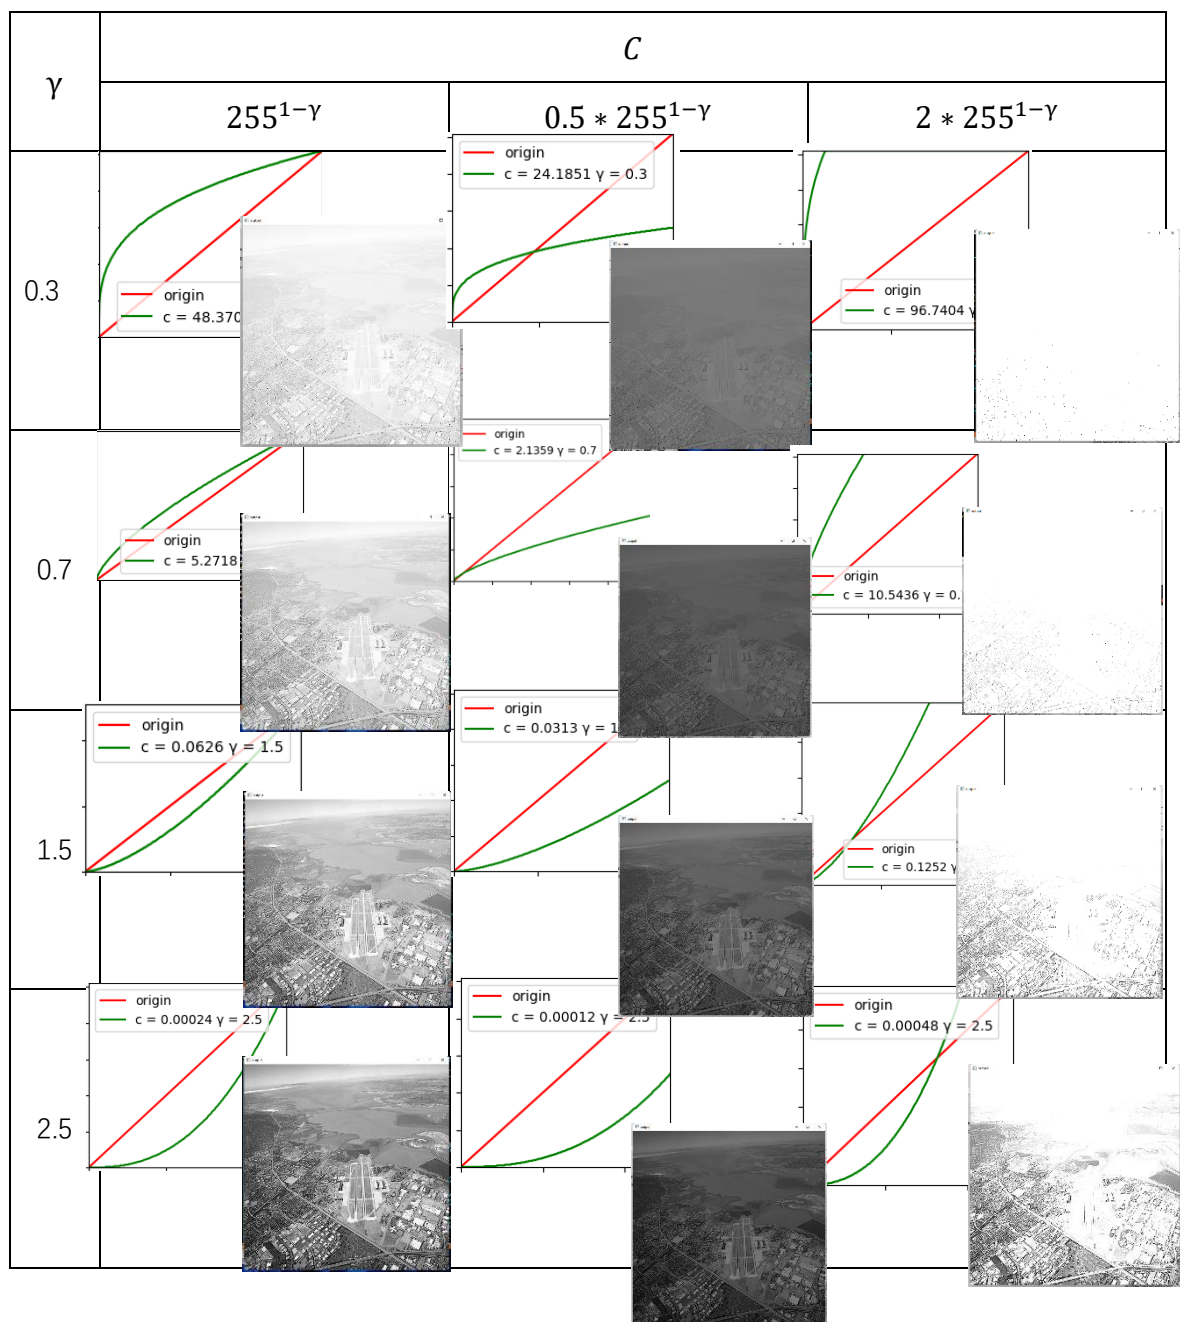 γ
C
255^{1−γ}
0.5 ∗ 255^{1−γ}
2 ∗ 255^{1−γ}
0.3
origin
c = 48.370
origin
c = 24.1851 γ = 0.3
origin
c = 96.7404 γ
0.7
origin
c = 5.2718
origin
c = 2.1359 γ = 0.7
origin
c = 10.5436 γ = 0.
1.5
origin
c = 0.0626 γ = 1.5
origin
c = 0.0313 γ = 1
origin
c = 0.1252 γ
2.5
origin
c = 0.00024 γ = 2.5
origin
c = 0.00012 γ = 2.5
origin
c = 0.00048 γ = 2.5